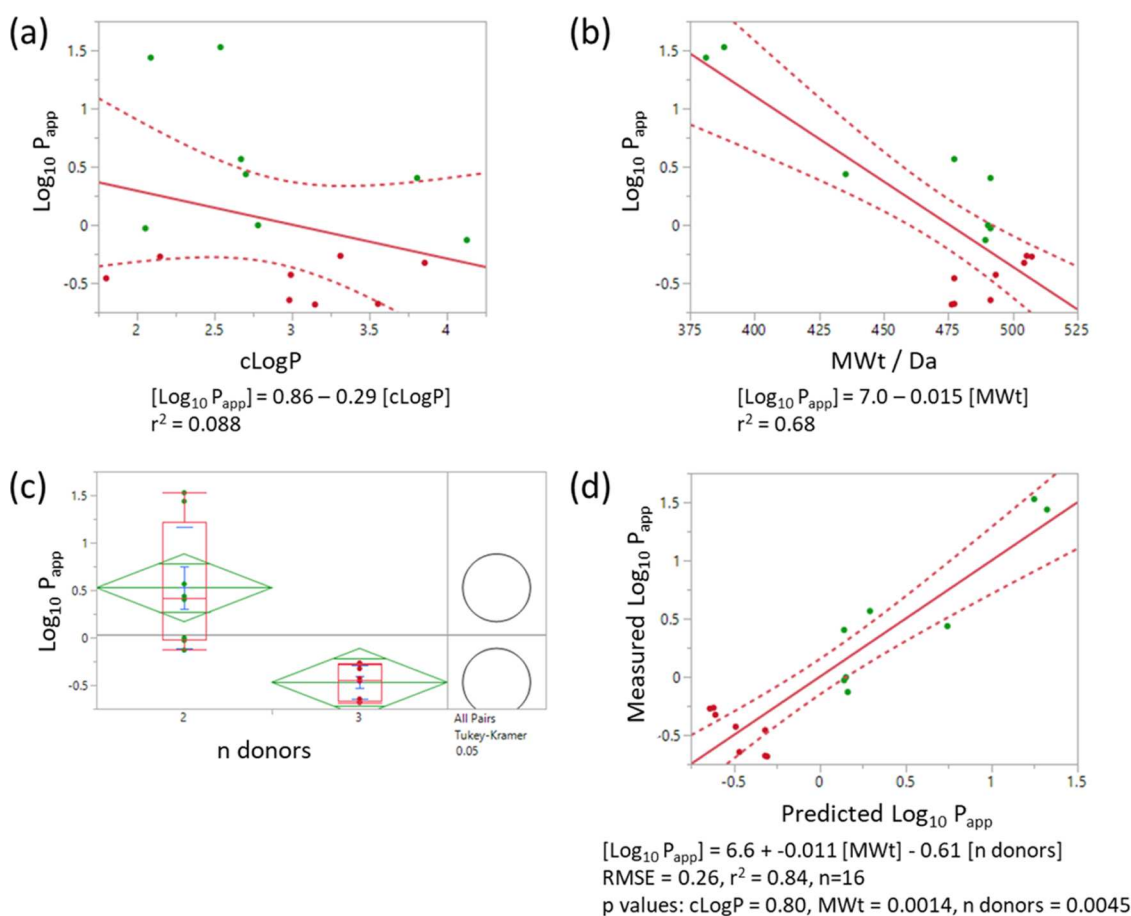 (a)
Log10 Papp
1.5
1
0.5
0
-0.5
2
2.5
3
3.5
4
cLogP
[Log10 Papp] = 0.86 – 0.29 [cLogP]
r2 = 0.088
(b)
Log10 Papp
1.5
1
0.5
0
-0.5
375
400
425
450
475
500
525
MWt / Da
[Log10 Papp] = 7.0 – 0.015 [MWt]
r2 = 0.68
(c)
Log10 Papp
1.5
1
0.5
0
-0.5
2
3
n donors
All Pairs
Tukey-Kramer
0.05
(d)
Measured Log10 Papp
1.5
1
0.5
0
-0.5
-0.5
0
0.5
1
1.5
Predicted Log10 Papp
[Log10 Papp] = 6.6 + -0.011 [MWt] - 0.61 [n donors]
RMSE = 0.26, r2 = 0.84, n=16
p values: cLogP = 0.80, MWt = 0.0014, n donors = 0.0045